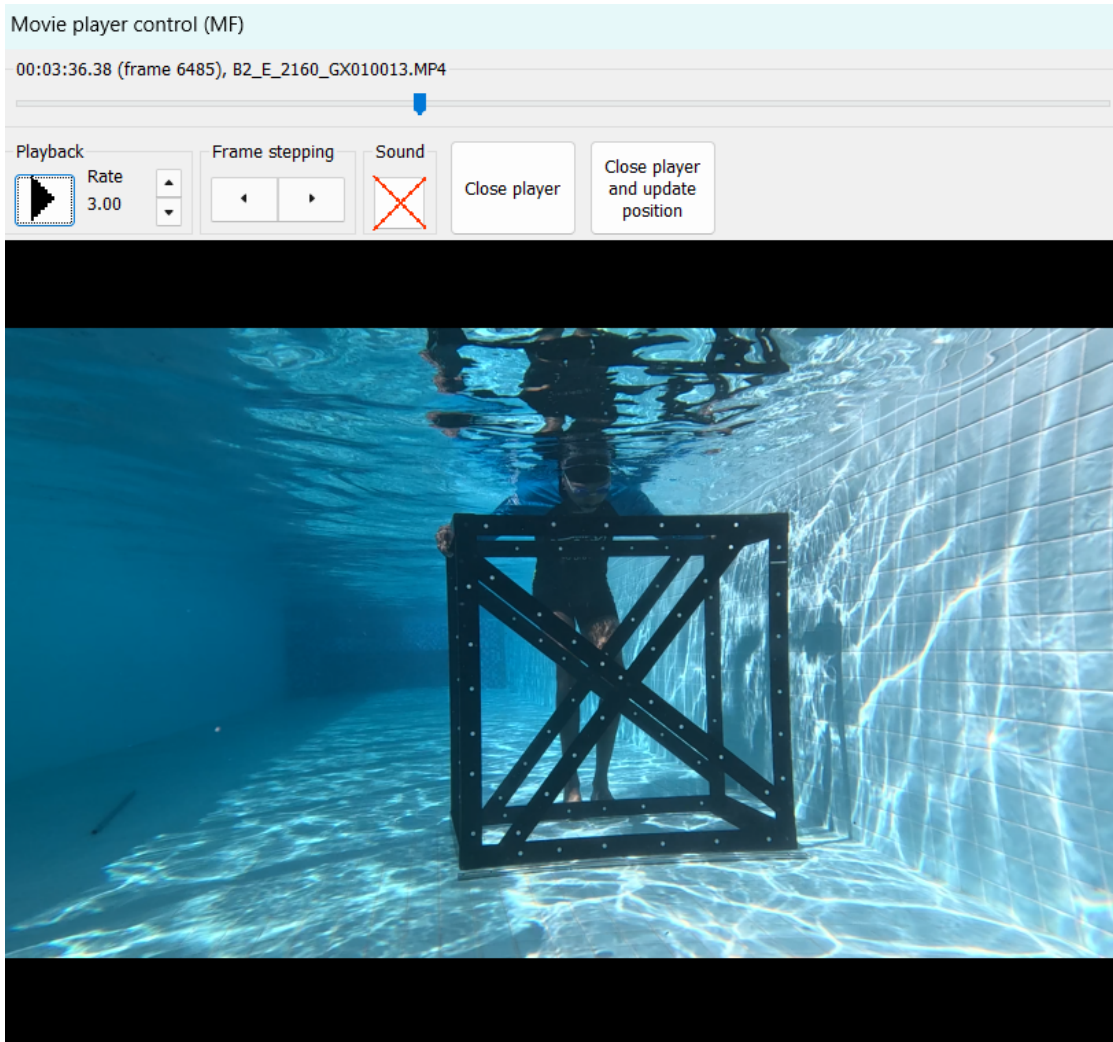 Movie player control (MF)
00:03:36.38 (frame 6485), B2_E_2160_GX010013.MP4
Playback
Rate
3.00
Frame stepping
Sound
Close player
Close player
and update
position